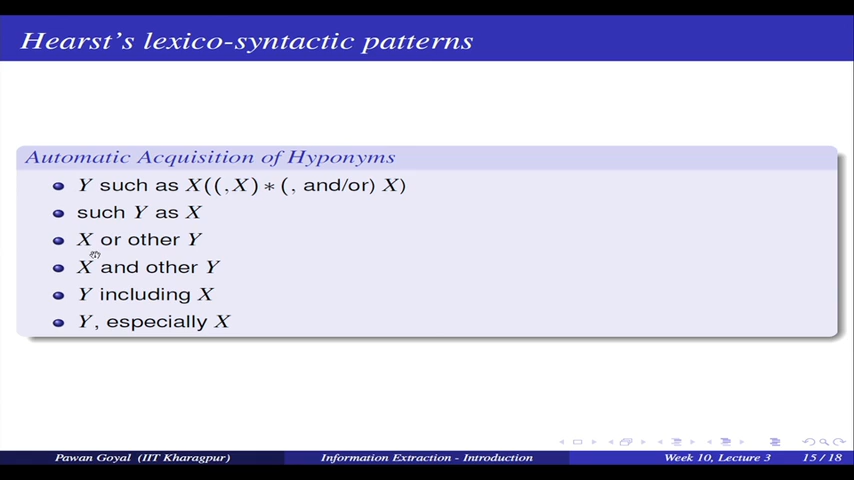 Hearst's lexico-syntactic patterns
Automatic Acquisition of Hyponyms
Y such as X((,X)∗(, and/or) X)
such Y as X
X or other Y
X and other Y
Y including X
Y, especially X
Pawan Goyal (IIT Kharagpur) Information Extraction - Introduction Week 10, Lecture 3 15 / 18